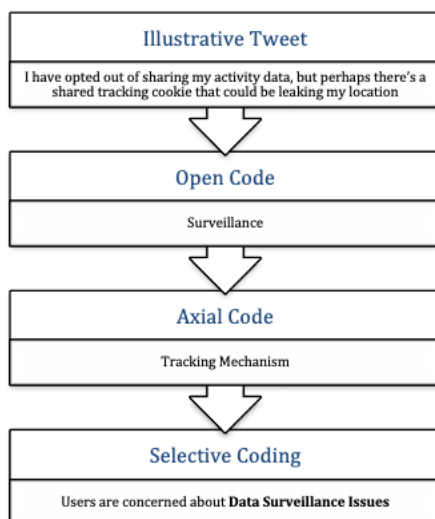 Illustrative Tweet
I have opted out of sharing my activity data, but perhaps there's a
shared tracking cookie that could be leaking my location
Open Code
Surveillance
Axial Code
Tracking Mechanism
Selective Coding
Users are concerned about Data Surveillance Issues